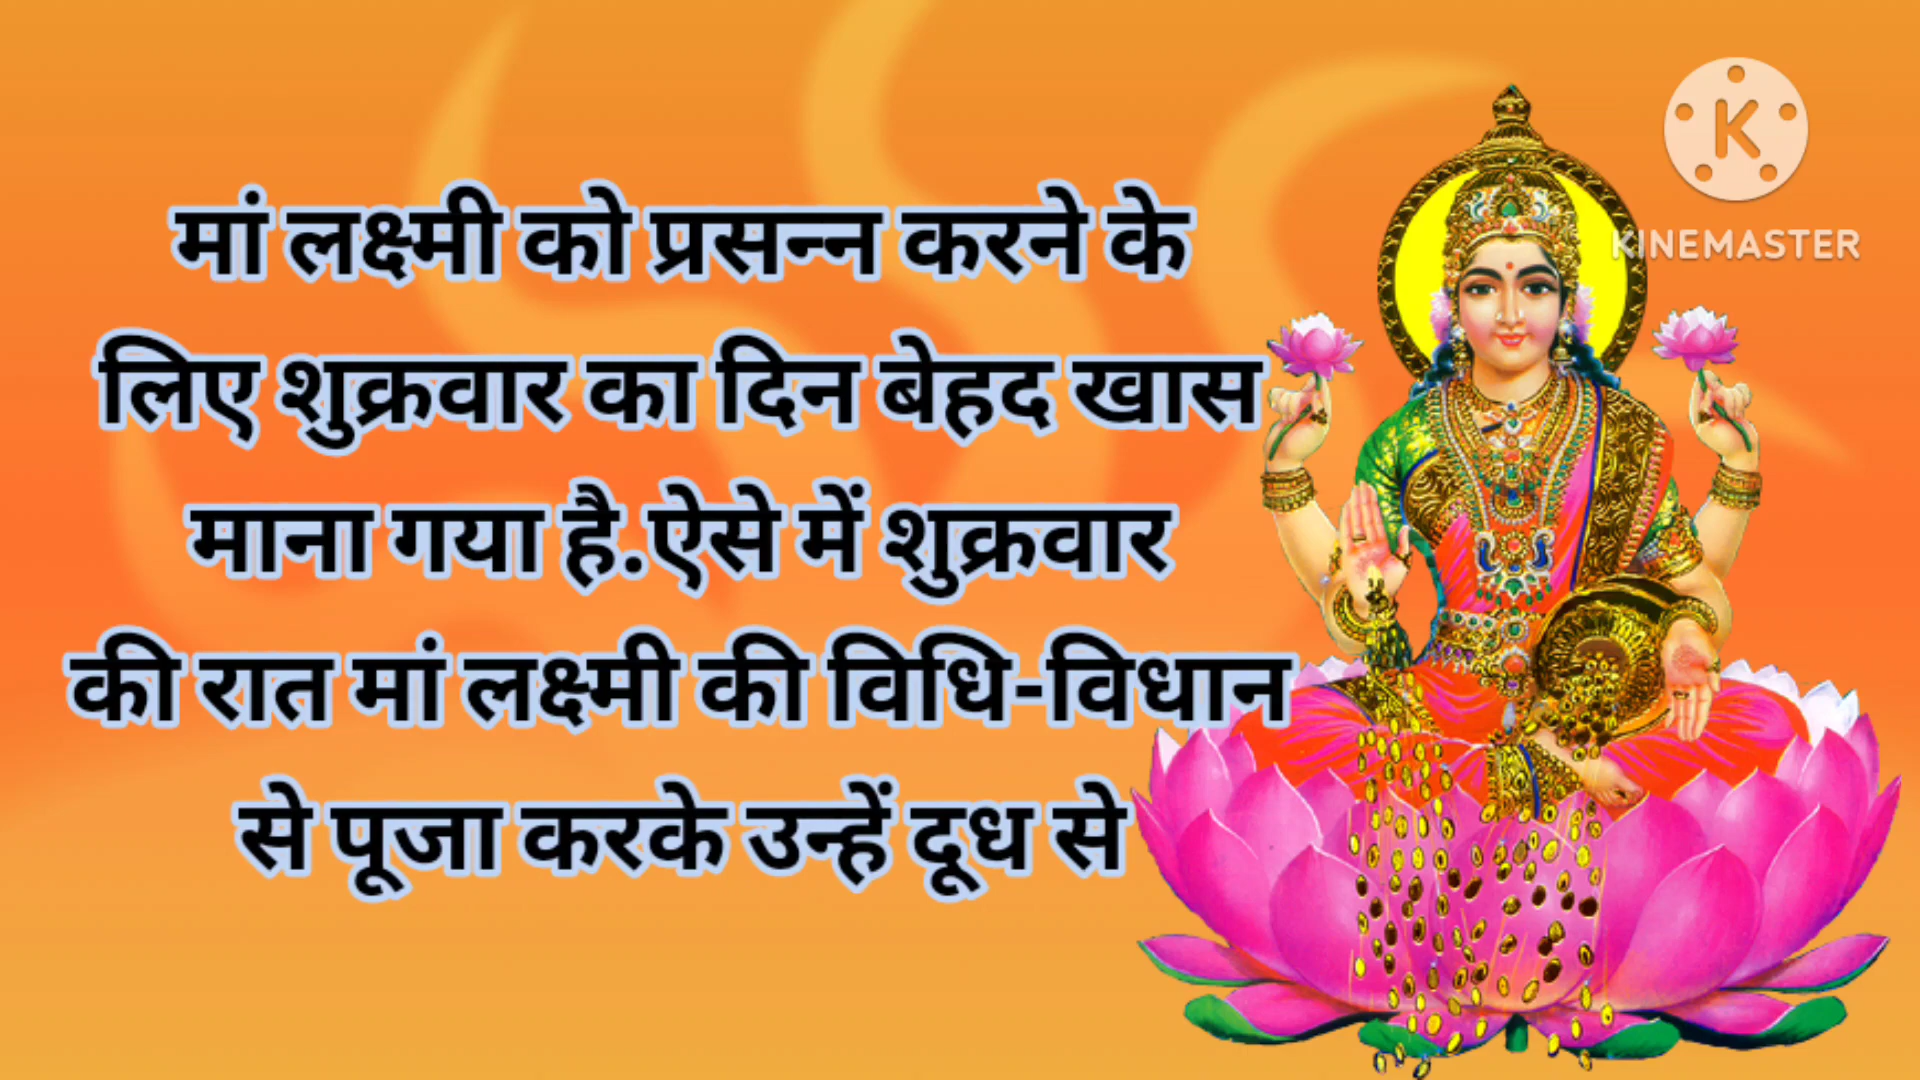 मां लक्ष्मी को प्रसन्न करने के
लिए शुक्रवार का दिन बेहद खास
माना गया है.ऐसे में शुक्रवार
की रात मां लक्ष्मी की विधि-विधान
से पूजा करके उन्हें दूध से
K
KINEMASTER